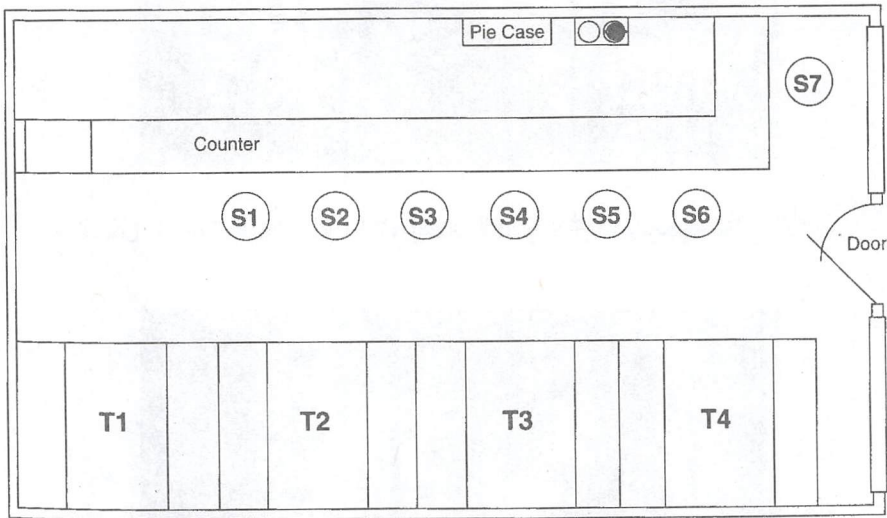 Pie Case
S7
Counter
S1 S2 S3 S4 S5 S6
Door
T1 T2 T3 T4